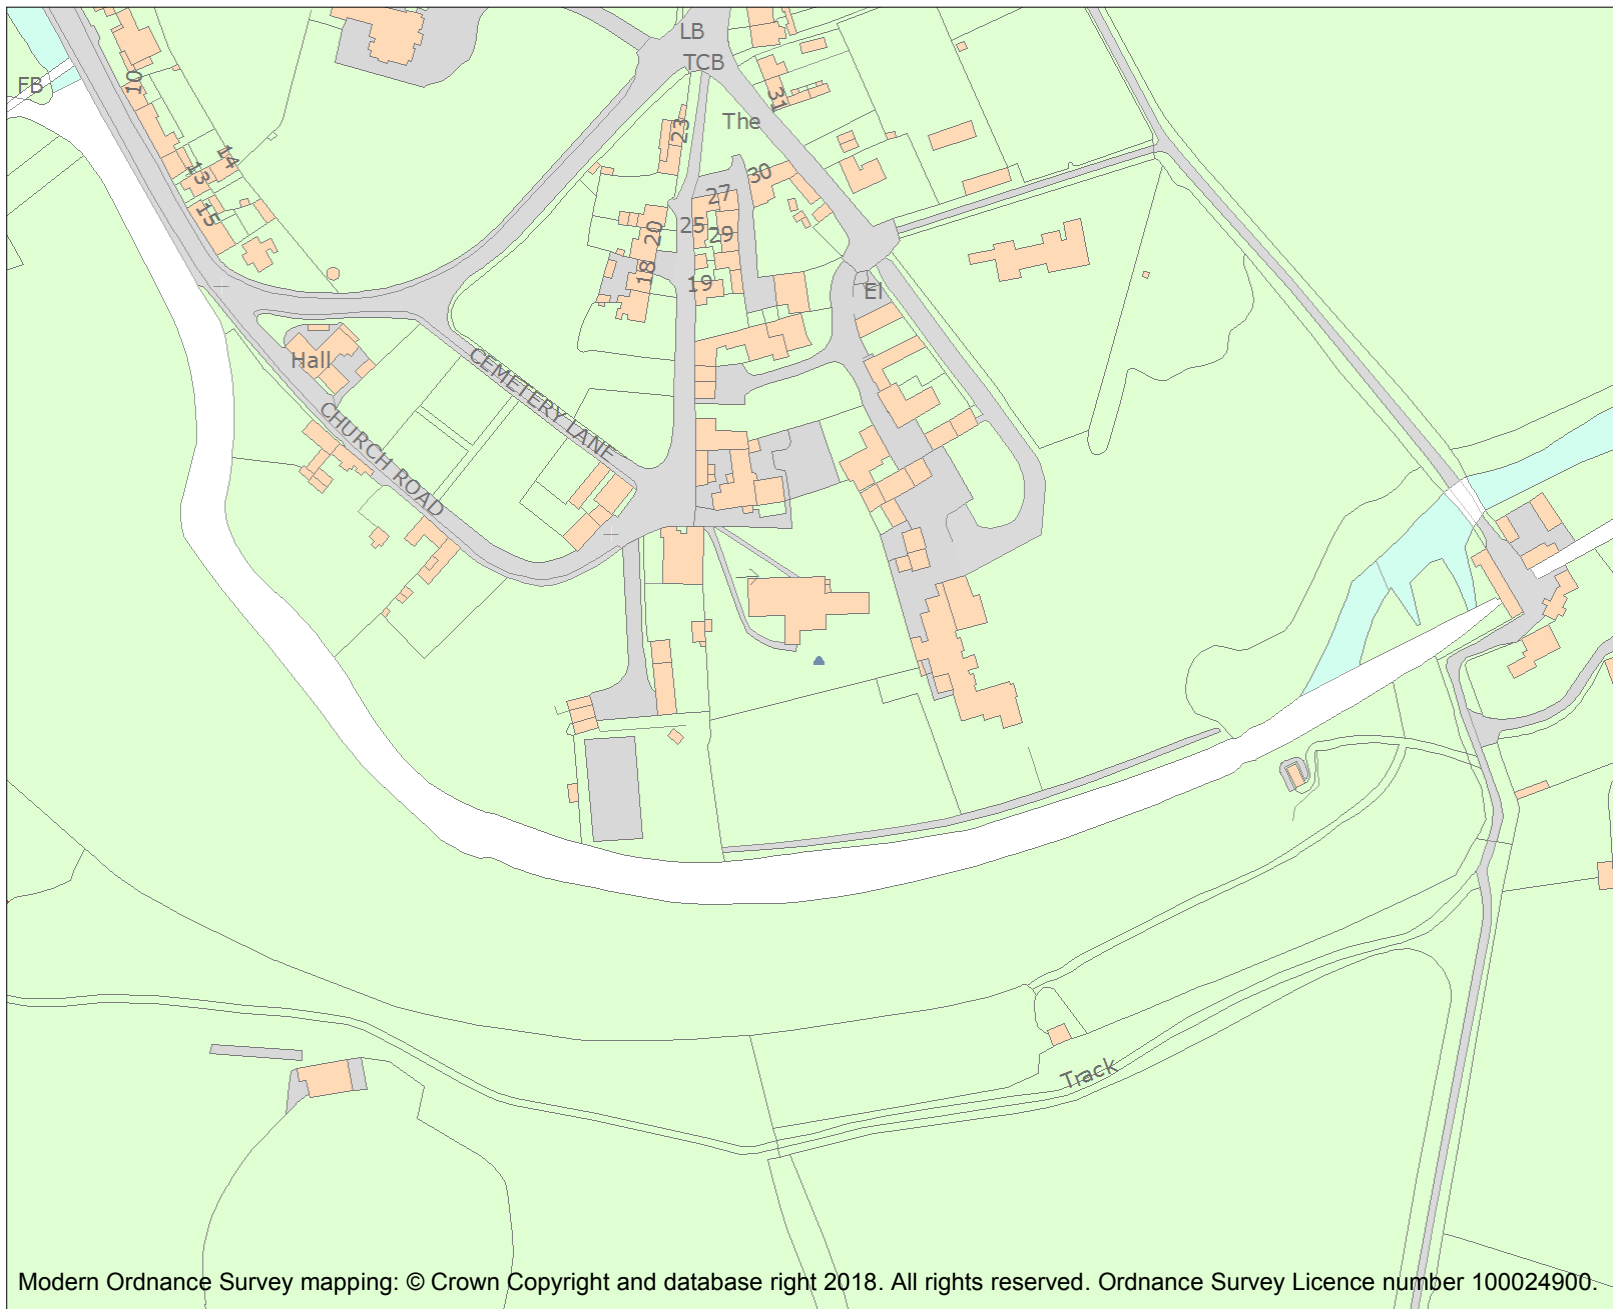 LB
TCB
FB
10
31
The
23
14
13
30
27
15
25
20
29
18
19
El
Hall
CEMETERY LANE
CHURCH ROAD
Track
Modern Ordnance Survey mapping: © Crown Copyright and database right 2018. All rights reserved. Ordnance Survey Licence number 100024900.